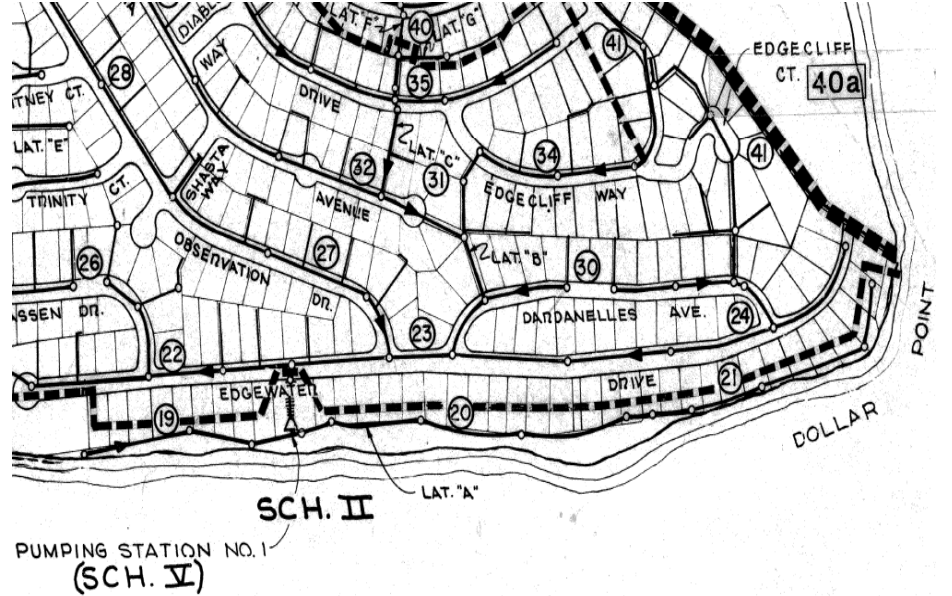 DIABL
WAY
LAT. "F"
40
LAT. "G"
41
EDGECLIFF
CT.
40a
28
35
DRIVE
TNEY CT.
LAT. "E"
LAT. "C"
34
41
32
31
SHASTA
WAY
AVENUE
EDGECLIFF WAY
TRINITY CT.
OBSERVATION
DR.
27
LAT. "B"
30
26
SSEN DR.
23
DARDANELLES AVE.
24
22
EDGEWATER
DRIVE
21
19
20
POINT
DOLLAR
LAT. "A"
SCH. II
PUMPING STATION NO. 1
(SCH. V)